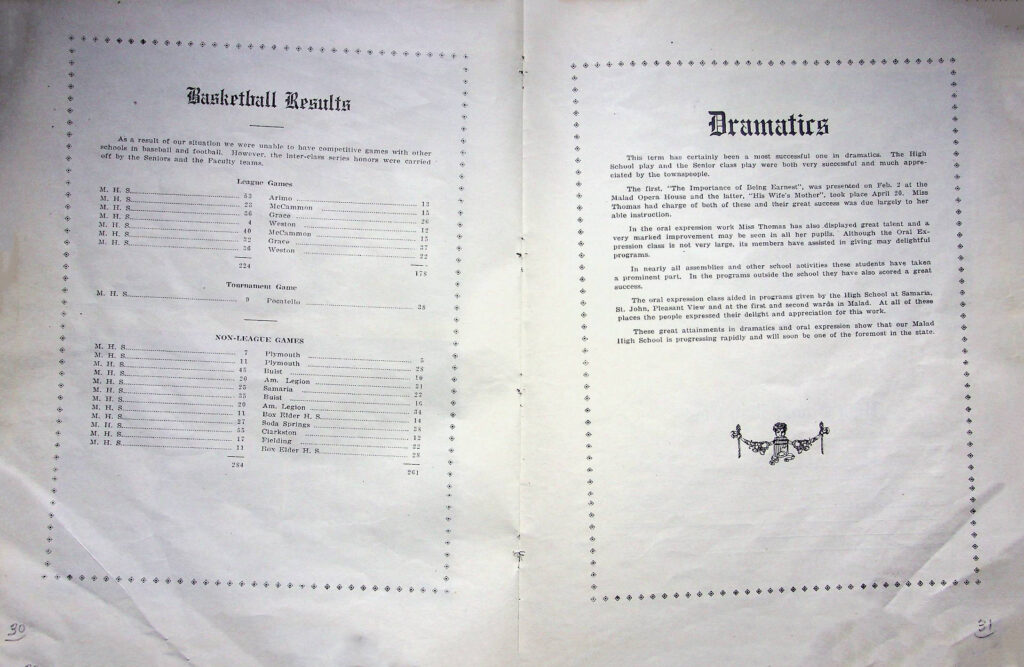 Basketball Results
As a result of our situation we were unable to have competitive games with other
schools in baseball and football. However, the inter-class series honors were carried
off by the Seniors and the Faculty teams.
League Games
M. H. S. 53 Arimo 13
M. H. S. 23 McCammon 15
M. H. S. 36 Grace 26
M. H. S. 4 Weston 12
M. H. S. 40 McCammon 15
M. H. S. 32 Grace 37
M. H. S. 36 Weston 22
224 178
Tournament Game
M. H. S. 9 Pocatello 28
NON-LEAGUE GAMES
M. H. S. 7 Plymouth 5
M. H. S. 11 Plymouth 28
M. H. S. 45 Buist 10
M. H. S. 20 Am. Legion 31
M. H. S. 25 Samaria 22
M. H. S. 35 Buist 16
M. H. S. 20 Am. Legion 34
M. H. S. 11 Box Elder H. S. 14
M. H. S. 27 Soda Springs 28
M. H. S. 55 Clarkston 12
M. H. S. 17 Fielding 22
M. H. S. 11 Box Elder H. S. 28
284 261
30
Dramatics
This term has certainly been a most successful one in dramatics. The High
School play and the Senior class play were both very successful and much appre-
ciated by the townspeople.
The first, "The Importance of Being Earnest", was presented on Feb. 2 at the
Malad Opera House and the latter, "His Wife's Mother", took place April 20. Miss
Thomas had charge of both of these and their great success was due largely to her
able instruction.
In the oral expression work Miss Thomas has also displayed great talent and a
very marked improvement may be seen in all her pupils. Although the Oral Ex-
pression class is not very large, its members have assisted in giving may delightful
programs.
In nearly all assemblies and other school activities these students have taken
a prominent part. In the programs outside the school they have also scored a great
success.
The oral expression class aided in programs given by the High School at Samaria,
St. John, Pleasant View and at the first and second wards in Malad. At all of these
places the people expressed their delight and appreciation for this work.
These great attainments in dramatics and oral expression show that our Malad
High School is progressing rapidly and will soon be one of the foremost in the state.
31